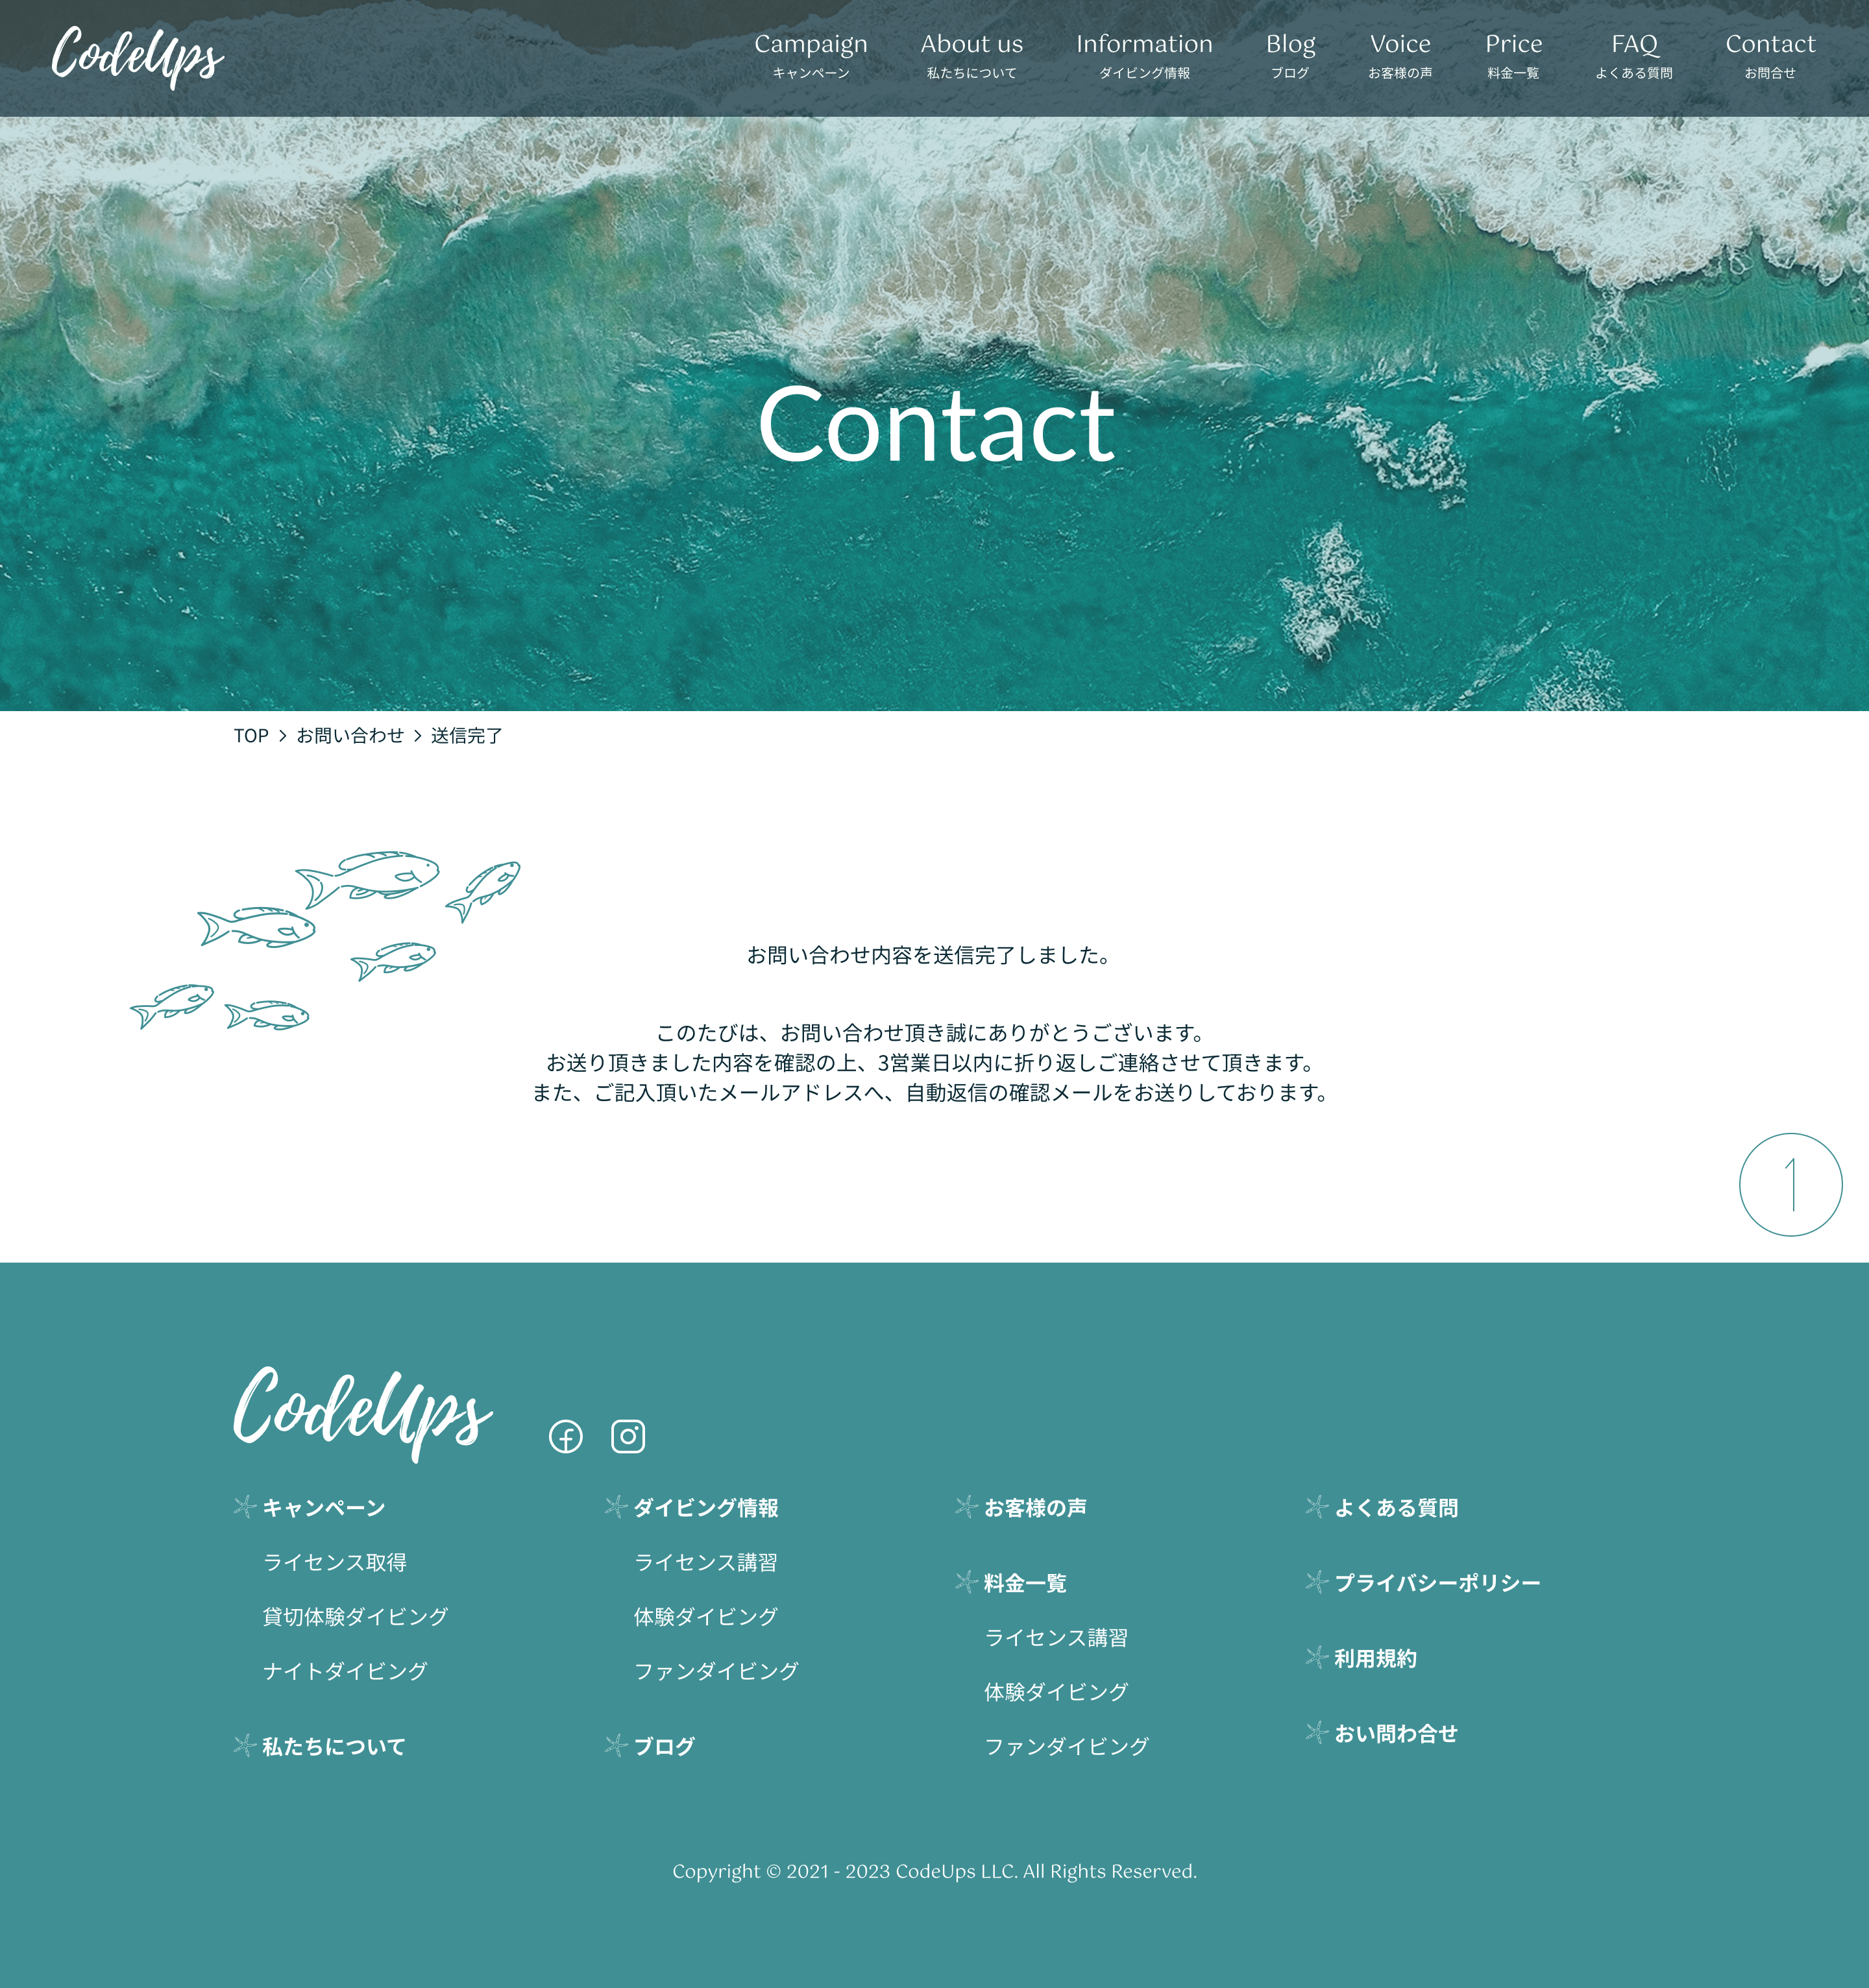 CodeUps
Campaign
キャンペーン
About us
私たちについて
Information
ダイビング情報
Blog
ブログ
Voice
お客様の声
Price
料金一覧
FAQ
よくある質問
Contact
お問合せ
Contact
TOP > お問い合わせ > 送信完了
お問い合わせ内容を送信完了しました。
このたびは、お問い合わせ頂き誠にありがとうございます。
お送り頂きました内容を確認の上、3営業日以内に折り返しご連絡させて頂きます。
また、ご記入頂いたメールアドレスへ、自動返信の確認メールをお送りしております。
CodeUps
キャンペーン
ライセンス取得
貸切体験ダイビング
ナイトダイビング
私たちについて
ダイビング情報
ライセンス講習
体験ダイビング
ファンダイビング
ブログ
お客様の声
料金一覧
ライセンス講習
体験ダイビング
ファンダイビング
よくある質問
プライバシーポリシー
利用規約
おい問わ合せ
Copyright © 2021 - 2023 CodeUps LLC. All Rights Reserved.